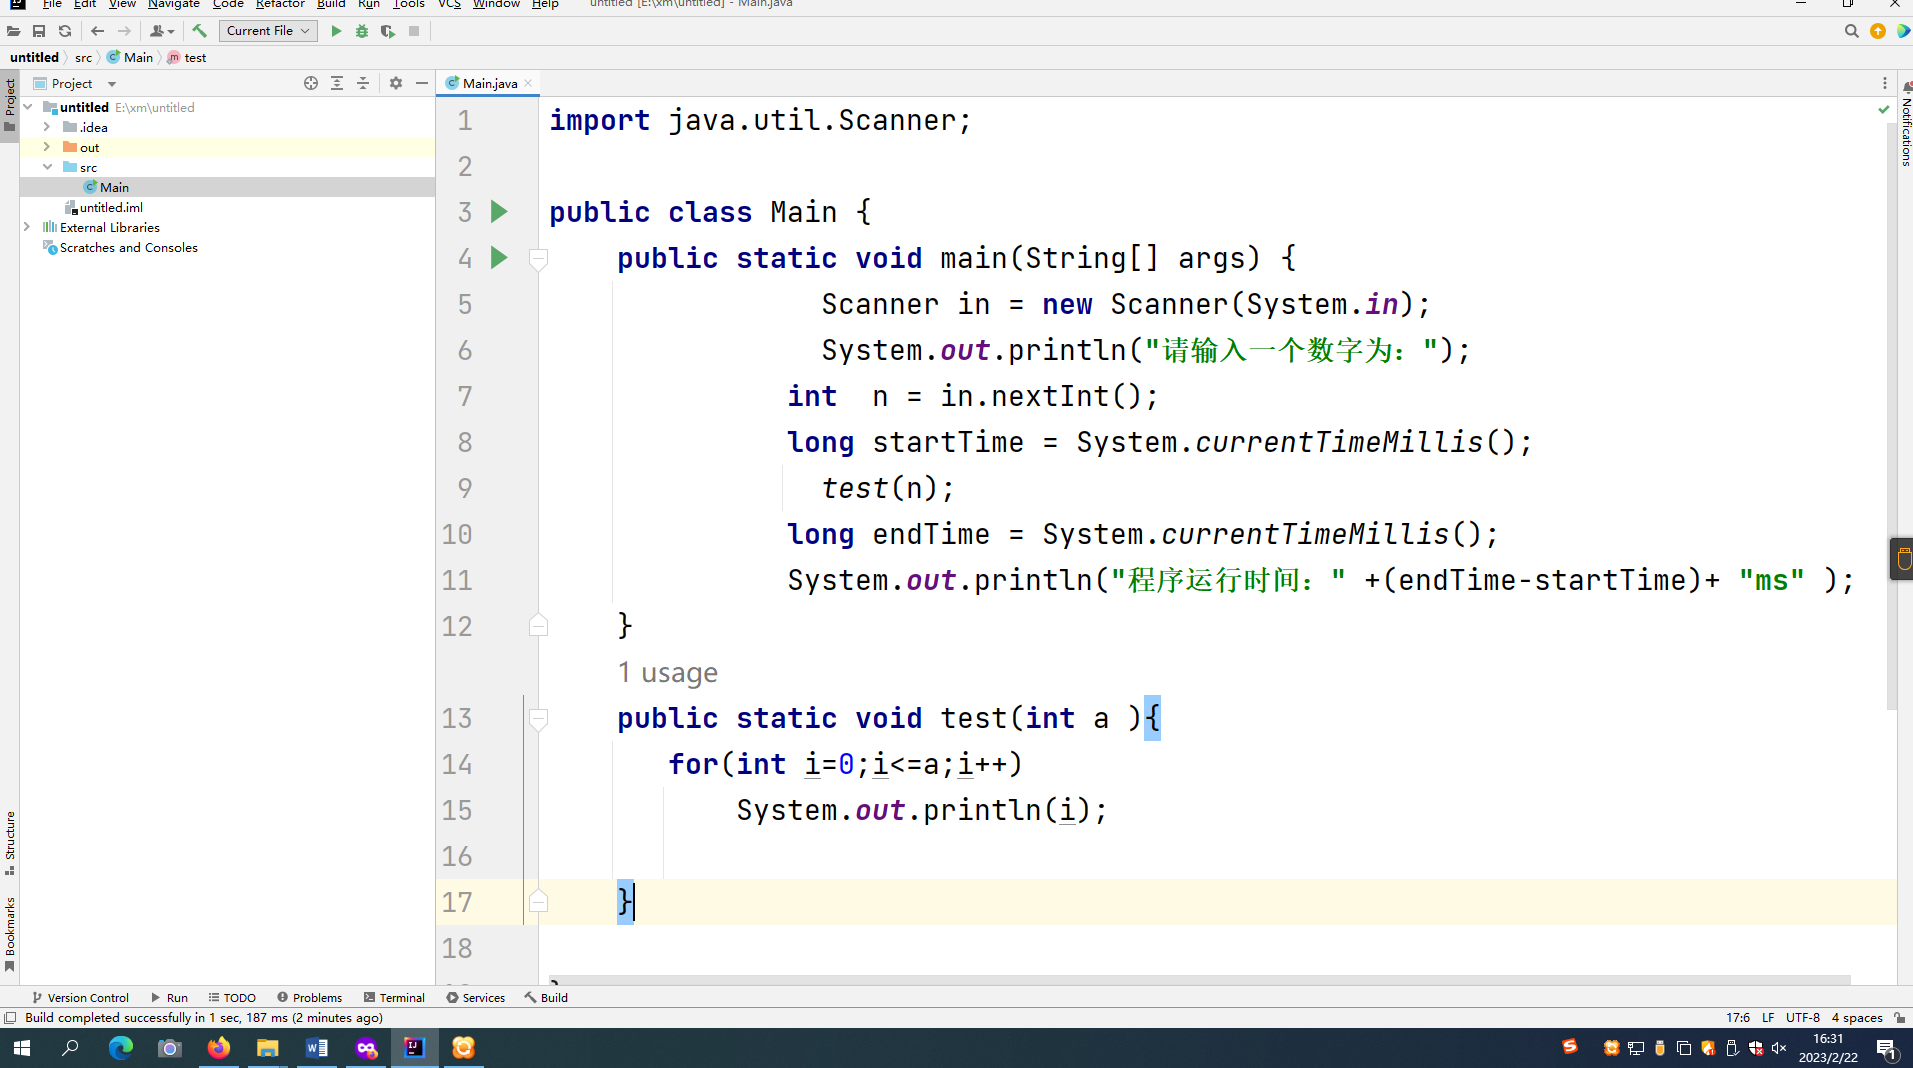 File Edit View Navigate Code Refactor Build Run Tools VCS Window Help untitled [E:\xm\untitled] - Main.java
Current File
untitled src Main test
Project
Main.java
Project
untitled E:\xm\untitled
.idea
out
src
Main
untitled.iml
External Libraries
Scratches and Consoles
Notifications
1 import java.util.Scanner;
2
3 public class Main {
4 public static void main(String[] args) {
5 Scanner in = new Scanner(System.in);
6 System.out.println("请输入一个数字为：");
7 int  n = in.nextInt();
8 long startTime = System.currentTimeMillis();
9 test(n);
10 long endTime = System.currentTimeMillis();
11 System.out.println("程序运行时间：" +(endTime-startTime)+ "ms" );
12 }
1 usage
13 public static void test(int a ){
14 for(int i=0;i<=a;i++)
15 System.out.println(i);
16
17 }
18
Structure
Bookmarks
Version Control Run TODO Problems Terminal Services Build
Build completed successfully in 1 sec, 187 ms (2 minutes ago)
17:6 LF UTF-8 4 spaces
16:31
2023/2/22
1